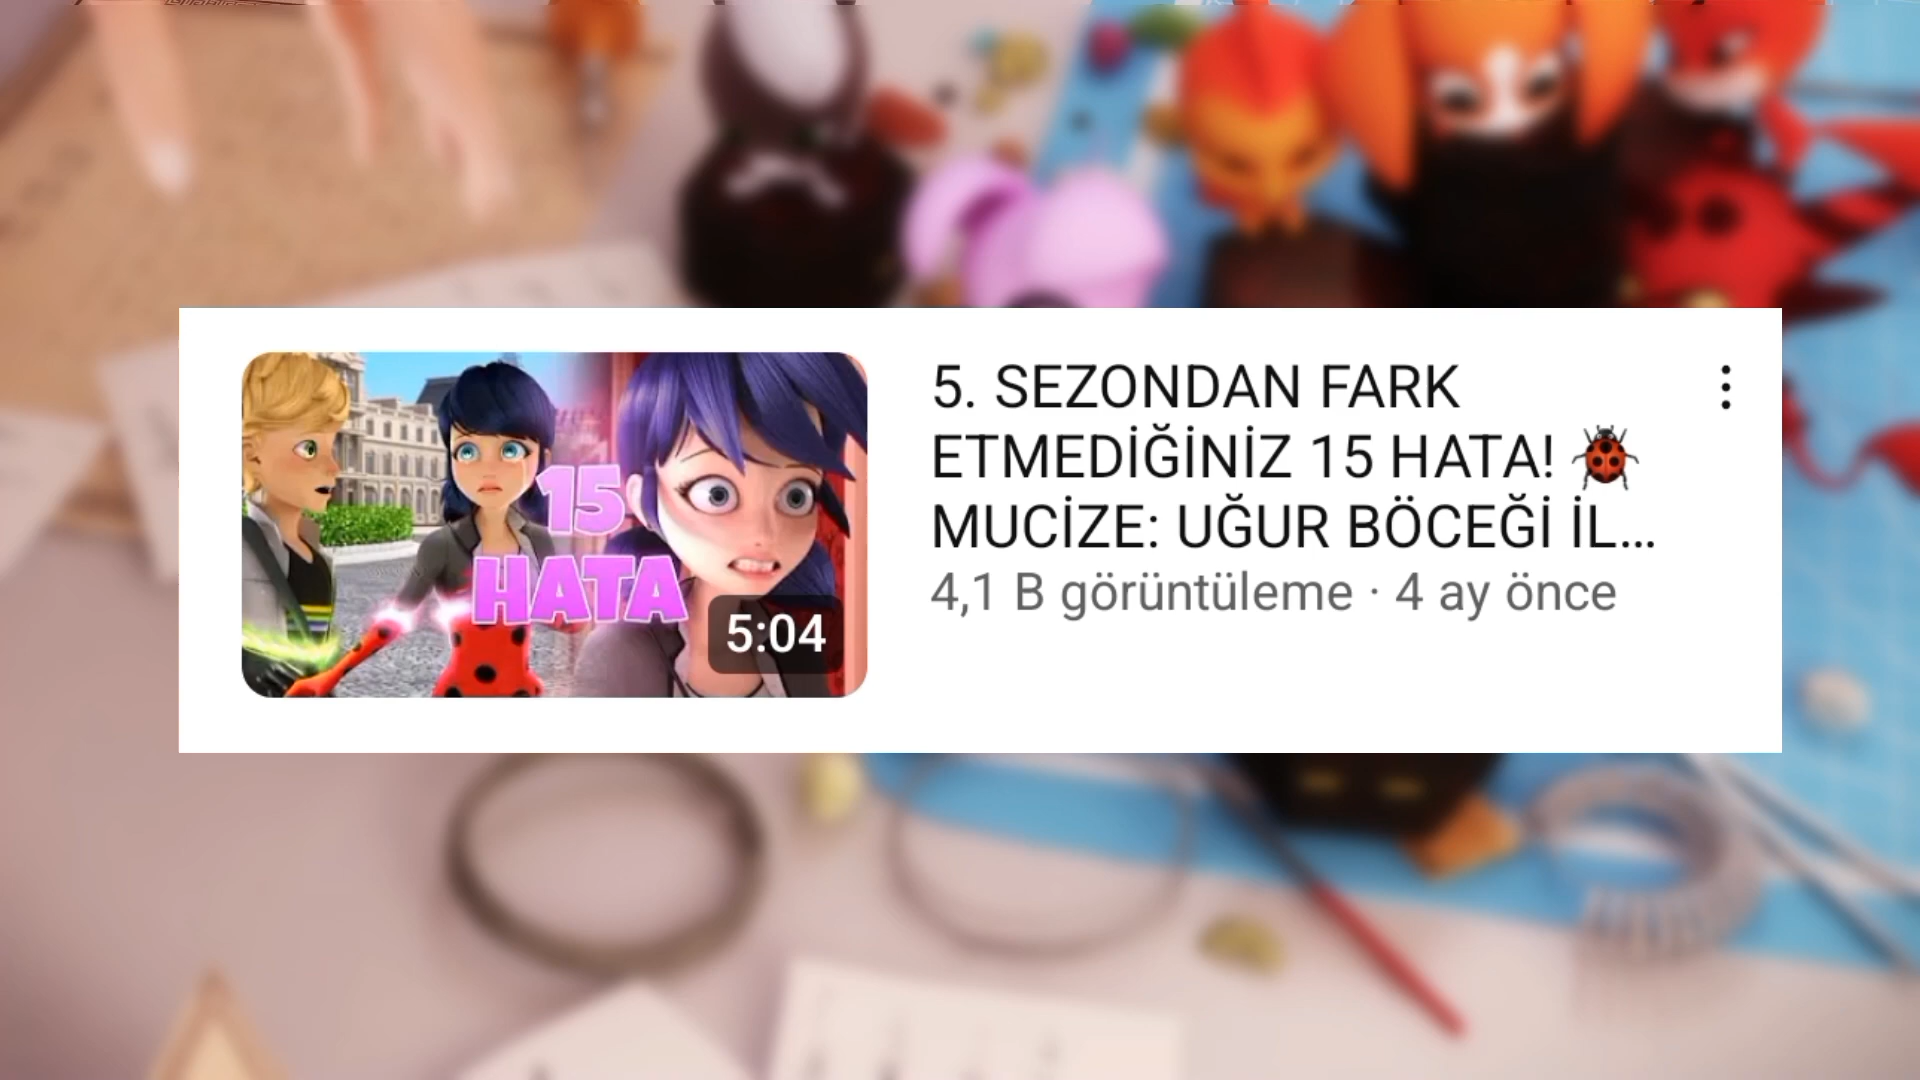 15
HATA
5:04
5. SEZONDAN FARK
ETMEDİĞİNİZ 15 HATA! 🐞
MUCİZE: UĞUR BÖCEĞİ İL...
4,1 B görüntüleme · 4 ay önce